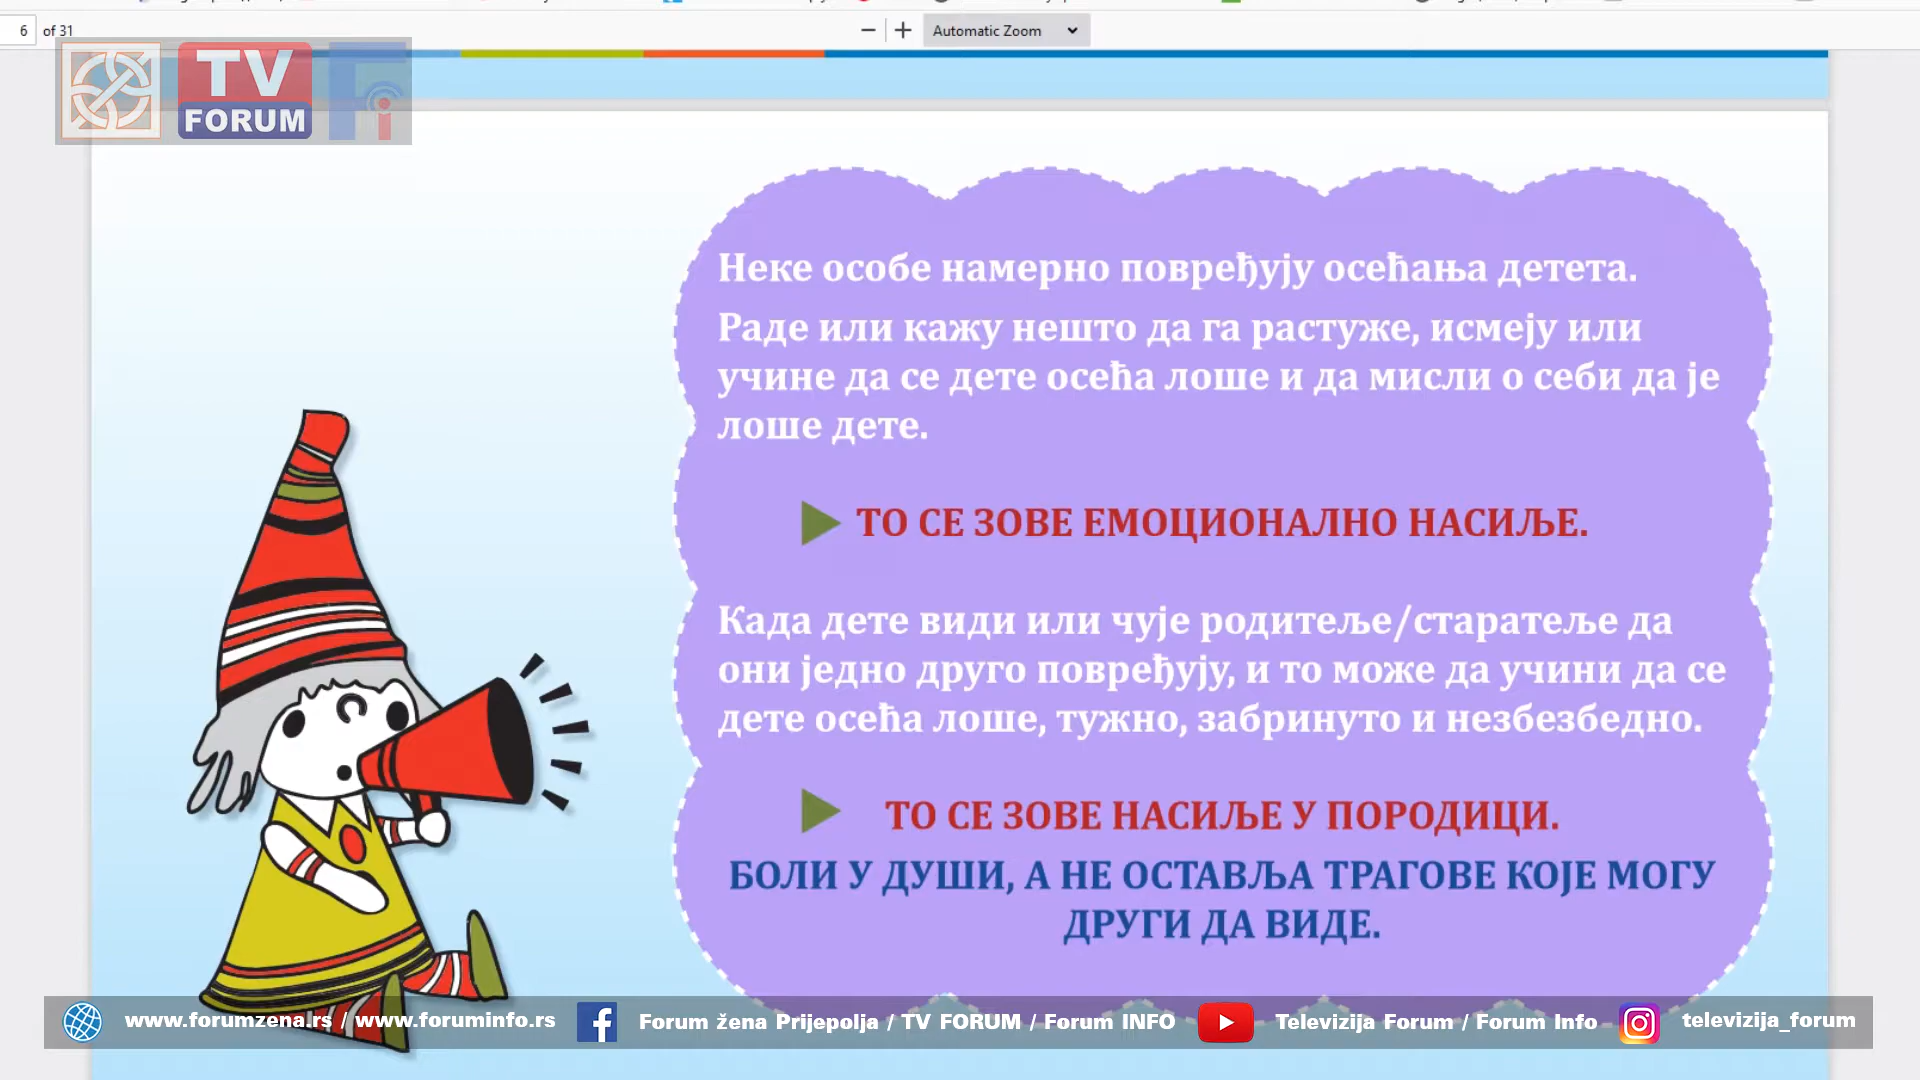 6 of 31
Automatic Zoom
TV
FORUM
Fi
Неке особе намерно повређују осећања детета.
Раде или кажу нешто да га растуже, исмеју или
учине да се дете осећа лоше и да мисли о себи да је
лоше дете.
ТО СЕ ЗОВЕ ЕМОЦИОНАЛНО НАСИЉЕ.
Када дете види или чује родитеље/старатеље да
они једно друго повређују, и то може да учини да се
дете осећа лоше, тужно, забринуто и незбезбедно.
ТО СЕ ЗОВЕ НАСИЉЕ У ПОРОДИЦИ.
БОЛИ У ДУШИ, А НЕ ОСТАВЉА ТРАГОВЕ КОЈЕ МОГУ
ДРУГИ ДА ВИДЕ.
www.forumzena.rs / www.foruminfo.rs Forum žena Prijepolja / TV FORUM / Forum INFO Televizija Forum / Forum Info televizija_forum